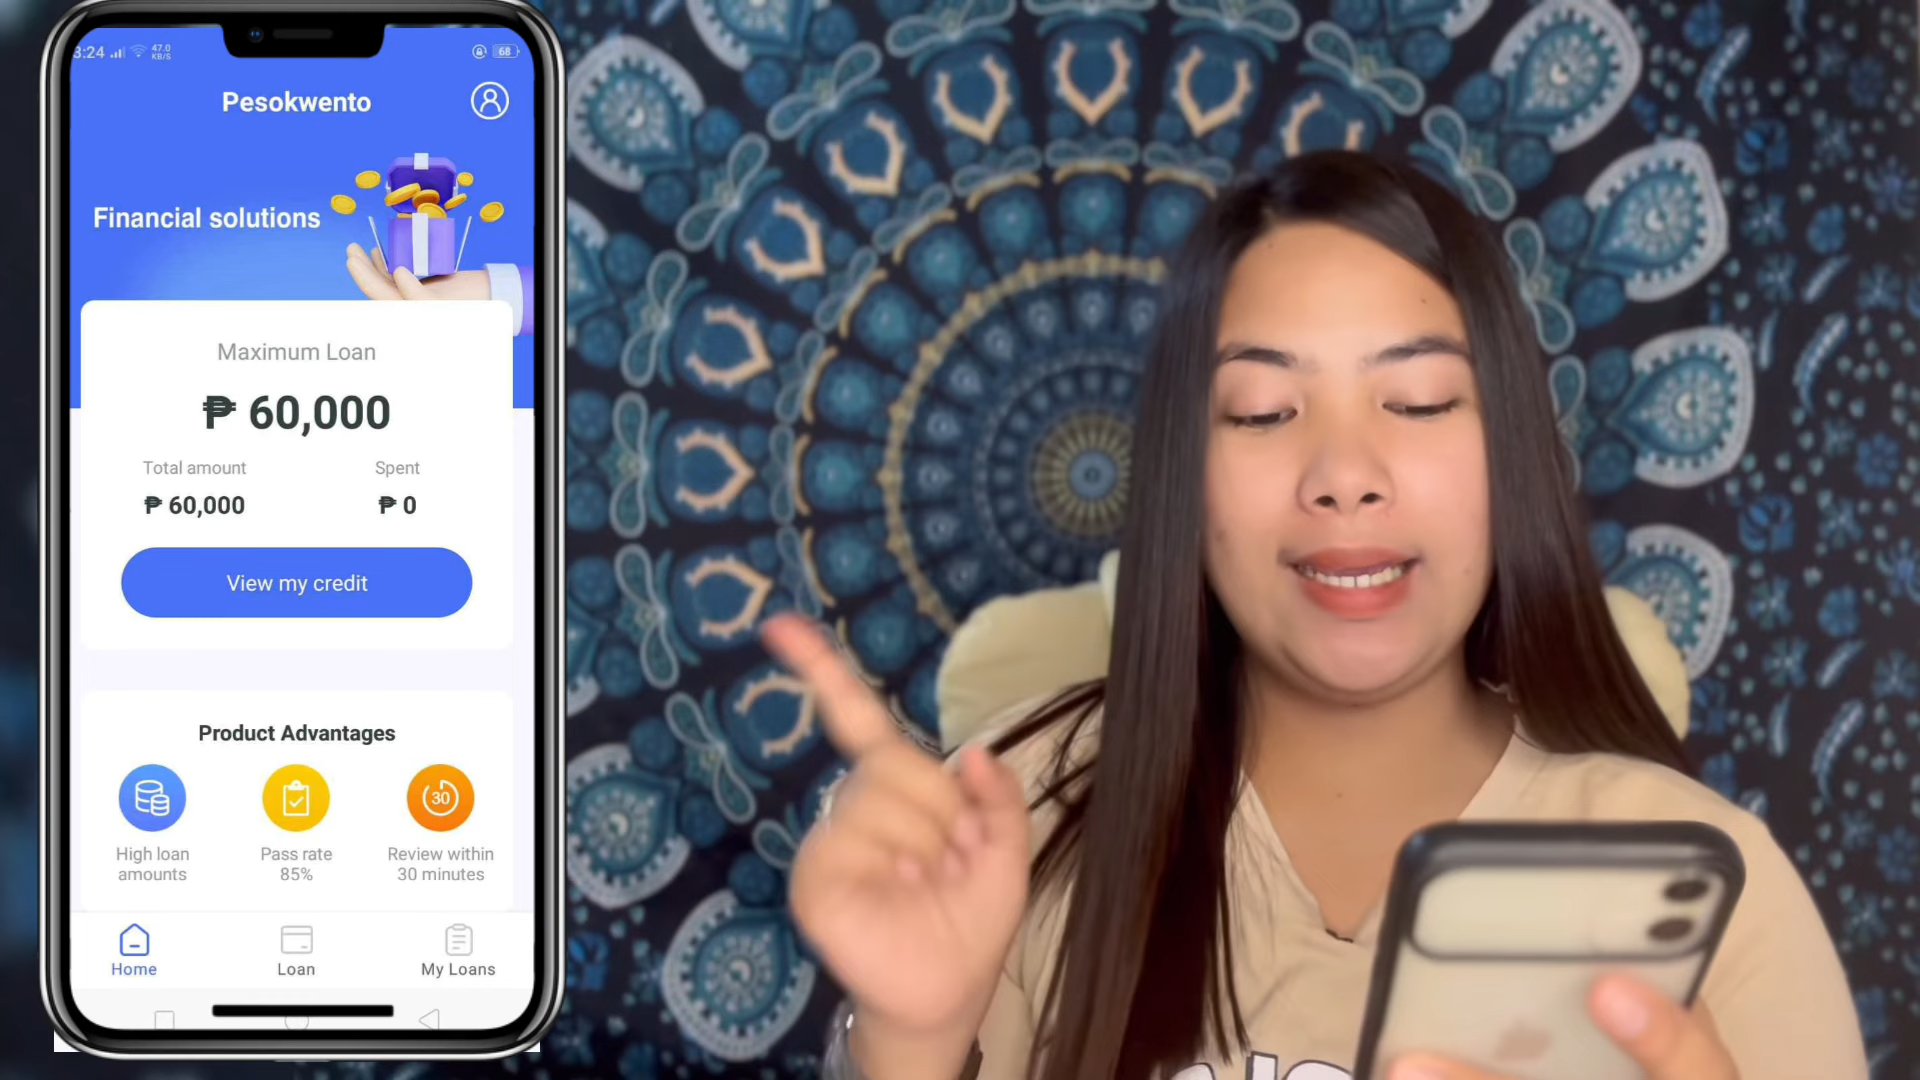 3:24 47.0 KB/S 68
Pesokwento
Financial solutions
Maximum Loan
₱ 60,000
Total amount Spent
₱ 60,000 ₱ 0
View my credit
Product Advantages
30
High loan amounts
Pass rate 85%
Review within 30 minutes
Home Loan My Loans